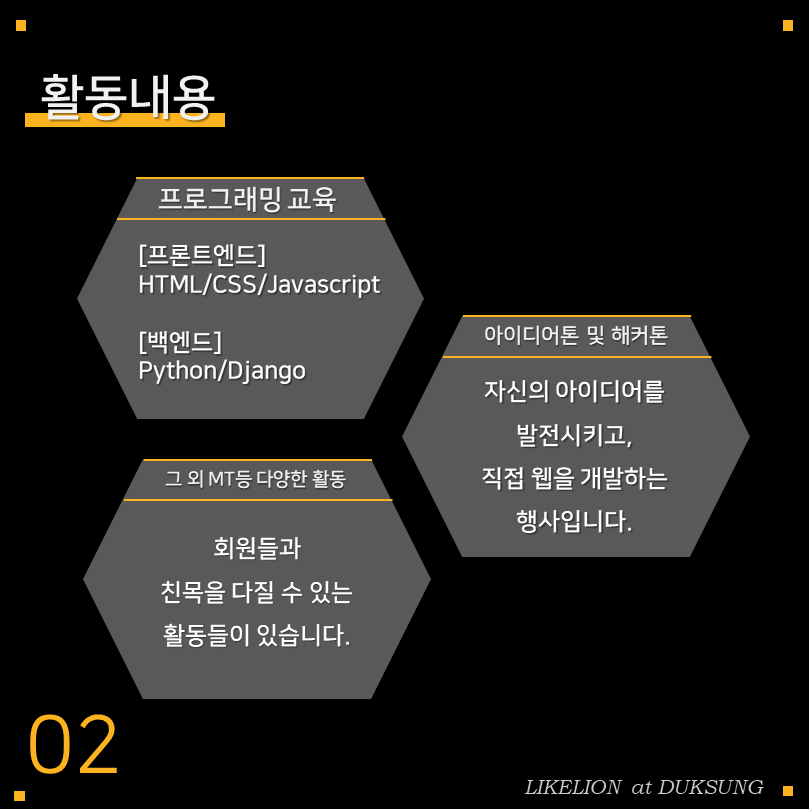 활동내용
프로그래밍 교육
[프론트엔드]
HTML/CSS/Javascript
[백엔드]
Python/Django
아이디어톤 및 해커톤
자신의 아이디어를
발전시키고,
직접 웹을 개발하는
행사입니다.
그 외 MT등 다양한 활동
회원들과
친목을 다질 수 있는
활동들이 있습니다.
02
LIKELION at DUKSUNG